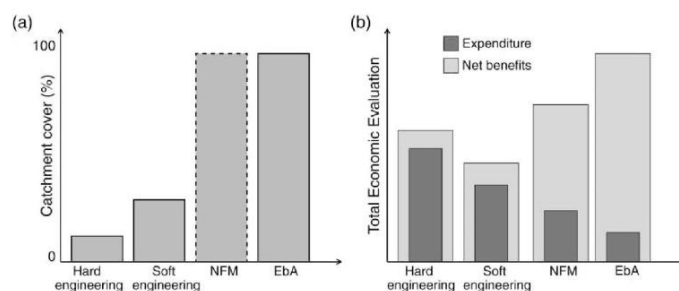 (a)
100
Catchment cover (%)
0
Hard
engineering
Soft
engineering
NFM
EbA
(b)
Expenditure
Net benefits
Total Economic Evaluation
Hard
engineering
Soft
engineering
NFM
EbA